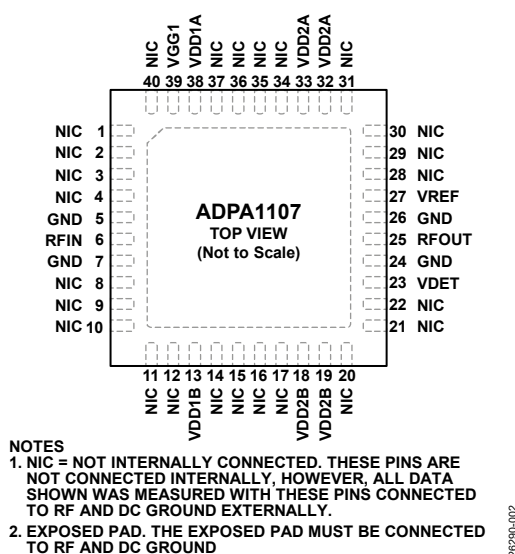 NIC VGG1 VDD1A NIC NIC NIC NIC VDD2A VDD2A NIC
40 39 38 37 36 35 34 33 32 31
NIC 1
NIC 2
NIC 3
NIC 4
GND 5
RFIN 6
GND 7
NIC 8
NIC 9
NIC 10
ADPA1107
TOP VIEW
(Not to Scale)
30 NIC
29 NIC
28 NIC
27 VREF
26 GND
25 RFOUT
24 GND
23 VDET
22 NIC
21 NIC
11 12 13 14 15 16 17 18 19 20
NIC NIC VDD1B NIC NIC NIC NIC VDD2B VDD2B NIC
NOTES
1. NIC = NOT INTERNALLY CONNECTED. THESE PINS ARE
NOT CONNECTED INTERNALLY, HOWEVER, ALL DATA
SHOWN WAS MEASURED WITH THESE PINS CONNECTED
TO RF AND DC GROUND EXTERNALLY.
2. EXPOSED PAD. THE EXPOSED PAD MUST BE CONNECTED
TO RF AND DC GROUND